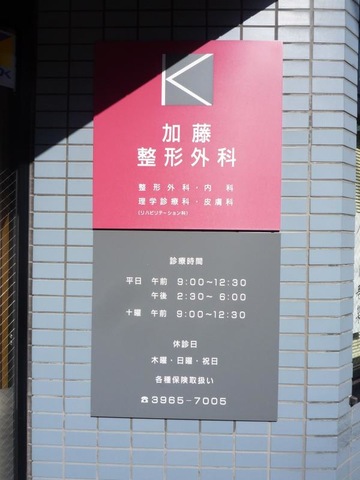 K
加藤
整形外科
整形外科・内科
理学診療科・皮膚科
(リハビリテーション科)
診療時間
平日 午前 9:00～12:30
午後 2:30～ 6:00
土曜 午前 9:00～12:30
休診日
木曜・日曜・祝日
各種保険取扱い
☎3965-7005